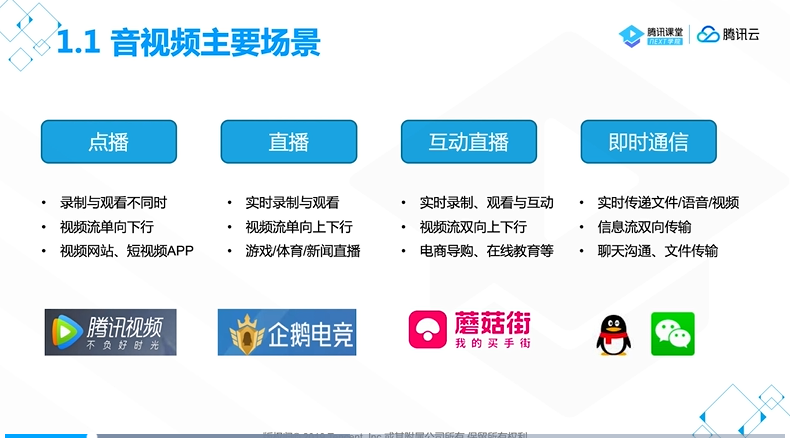 1.1 音视频主要场景
腾讯课堂
NEXT学院
腾讯云
点播
直播
互动直播
即时通信
• 录制与观看不同时
• 视频流单向下行
• 视频网站、短视频APP
• 实时录制与观看
• 视频流单向上下行
• 游戏/体育/新闻直播
• 实时录制、观看与互动
• 视频流双向上下行
• 电商导购、在线教育等
• 实时传递文件/语音/视频
• 信息流双向传输
• 聊天沟通、文件传输
腾讯视频
不负好时光
企鹅电竞
蘑菇街
我的买手街
Inc.或其附属公司所有 保留所有权利